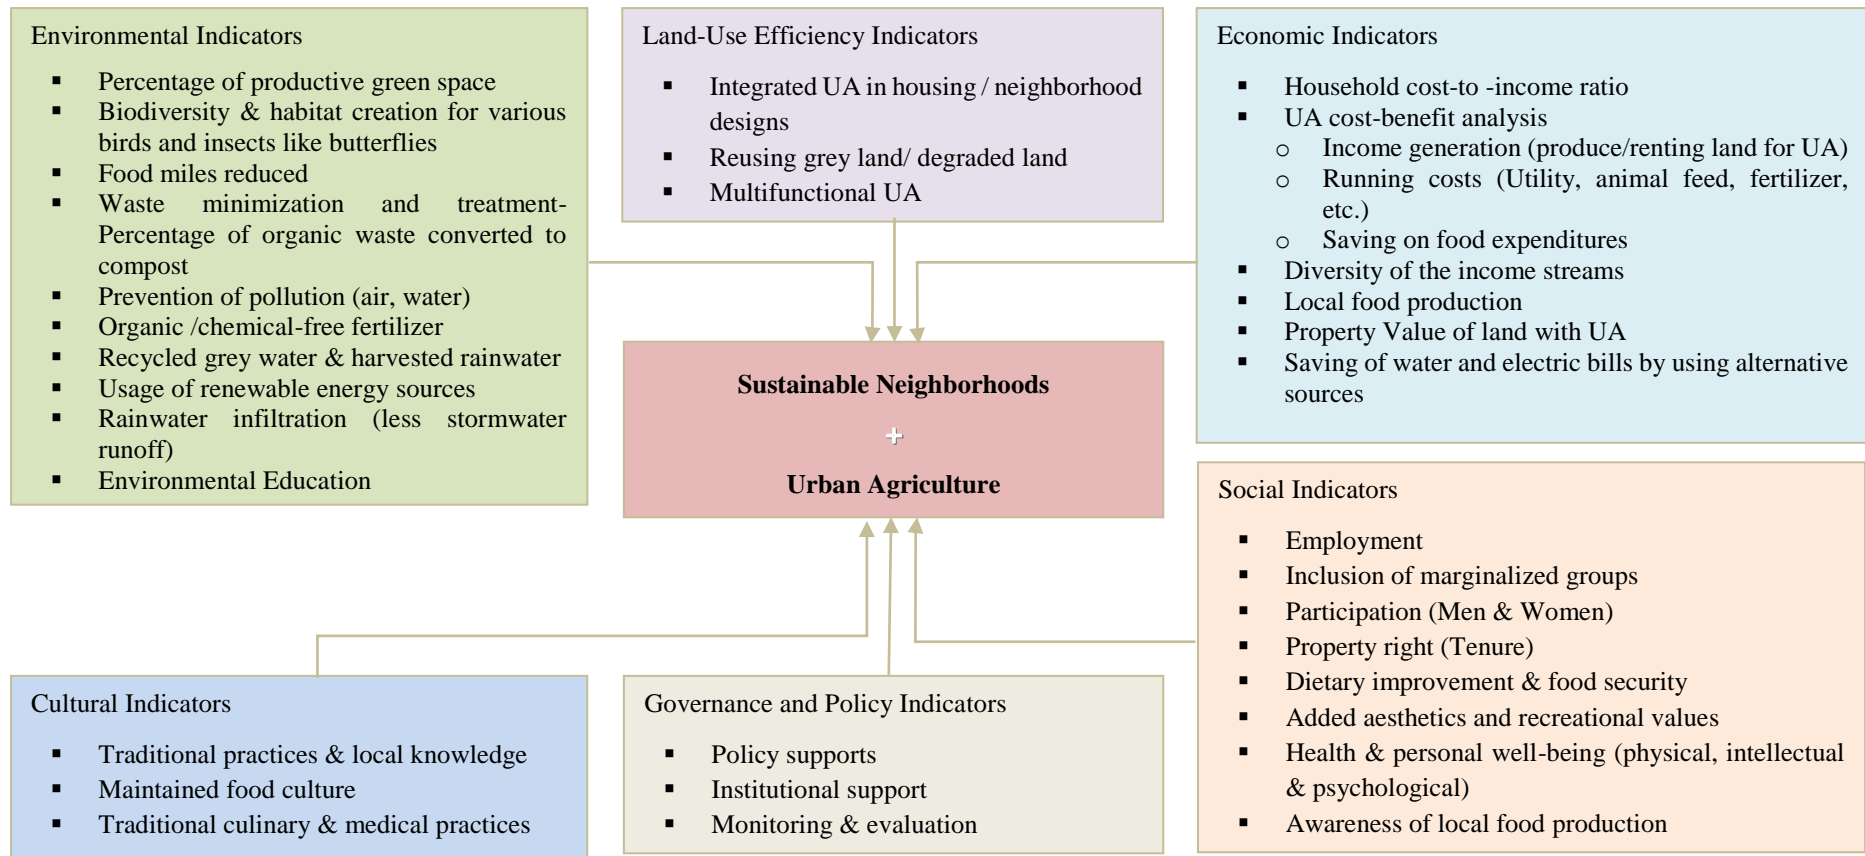 Environmental Indicators
▪ Percentage of productive green space
▪ Biodiversity & habitat creation for various
birds and insects like butterflies
▪ Food miles reduced
▪ Waste minimization and treatment-
Percentage of organic waste converted to
compost
▪ Prevention of pollution (air, water)
▪ Organic /chemical-free fertilizer
▪ Recycled grey water & harvested rainwater
▪ Usage of renewable energy sources
▪ Rainwater infiltration (less stormwater
runoff)
▪ Environmental Education
Land-Use Efficiency Indicators
▪ Integrated UA in housing / neighborhood
designs
▪ Reusing grey land/ degraded land
▪ Multifunctional UA
Economic Indicators
▪ Household cost-to -income ratio
▪ UA cost-benefit analysis
o Income generation (produce/renting land for UA)
o Running costs (Utility, animal feed, fertilizer,
etc.)
o Saving on food expenditures
▪ Diversity of the income streams
▪ Local food production
▪ Property Value of land with UA
▪ Saving of water and electric bills by using alternative
sources
Sustainable Neighborhoods
+
Urban Agriculture
Social Indicators
▪ Employment
▪ Inclusion of marginalized groups
▪ Participation (Men & Women)
▪ Property right (Tenure)
▪ Dietary improvement & food security
▪ Added aesthetics and recreational values
▪ Health & personal well-being (physical, intellectual
& psychological)
▪ Awareness of local food production
Cultural Indicators
▪ Traditional practices & local knowledge
▪ Maintained food culture
▪ Traditional culinary & medical practices
Governance and Policy Indicators
▪ Policy supports
▪ Institutional support
▪ Monitoring & evaluation